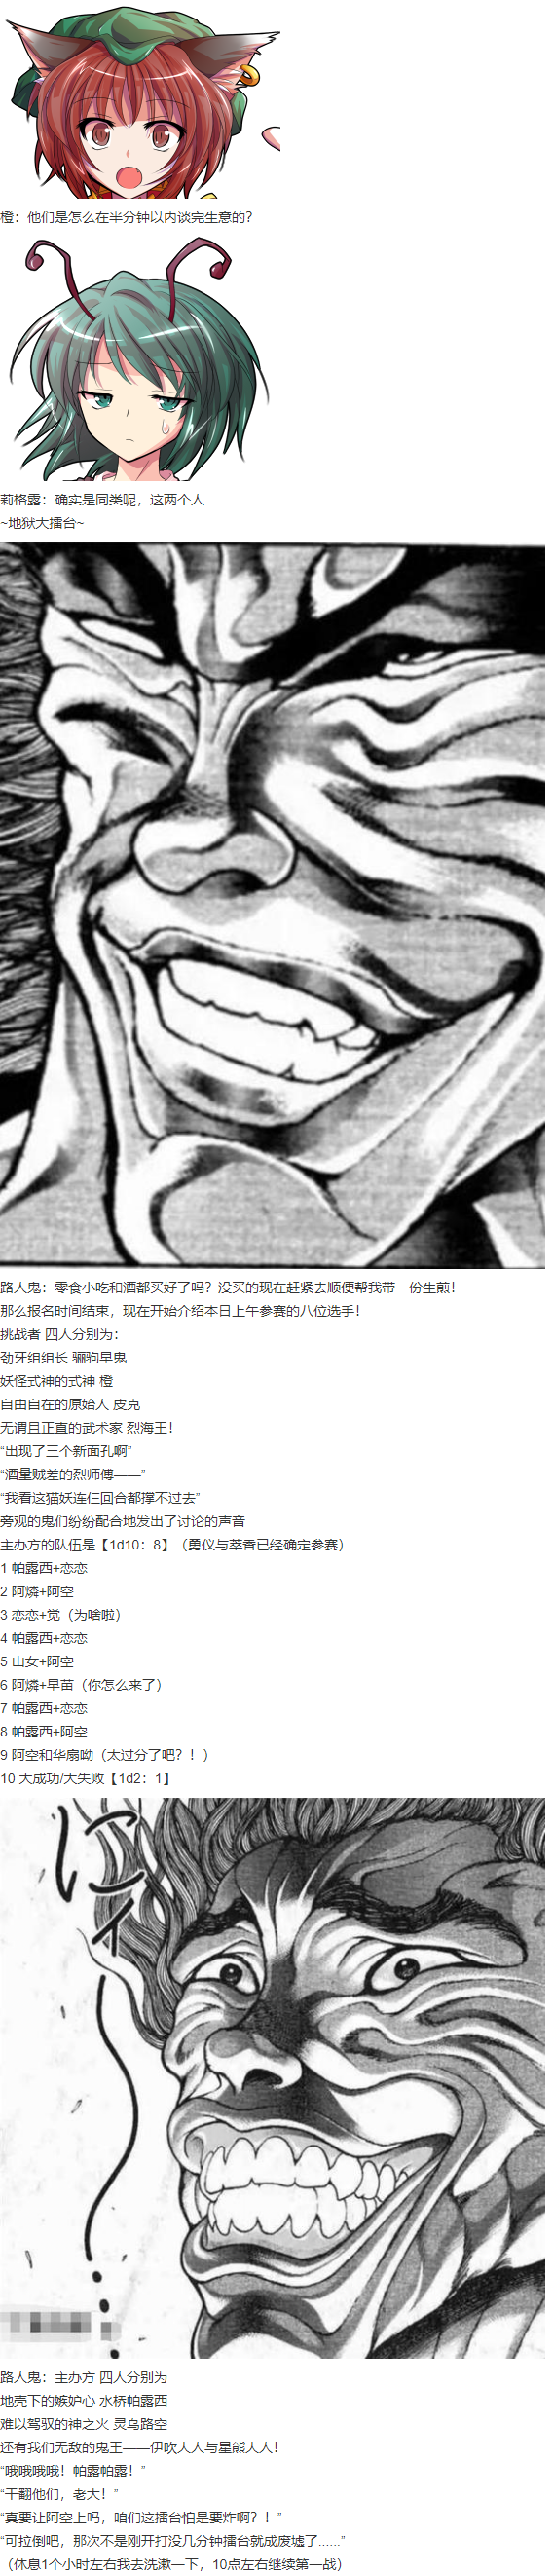 橙：他们是怎么在半分钟以内谈完生意的？
莉格露：确实是同类呢，这两个人
~地狱大擂台~
路人鬼：零食小吃和酒都买好了吗？没买的现在赶紧去顺便帮我带一份生煎！
那么报名时间结束，现在开始介绍本日上午参赛的八位选手！
挑战者 四人分别为：
劲牙组组长 骊驹早鬼
妖怪式神的式神 橙
自由自在的原始人 皮克
无谓且正直的武术家 烈海王！
“出现了三个新面孔啊”
“酒量贼差的烈师傅——”
“我看这猫妖连仨回合都撑不过去”
旁观的鬼们纷纷配合地发出了讨论的声音
主办方的队伍是【1d10：8】（勇仪与萃香已经确定参赛）
1 帕露西+恋恋
2 阿燐+阿空
3 恋恋+觉（为啥啦）
4 帕露西+恋恋
5 山女+阿空
6 阿燐+早苗（你怎么来了）
7 帕露西+恋恋
8 帕露西+阿空
9 阿空和华扇呦（太过分了吧？！）
10 大成功/大失败【1d2：1】
路人鬼：主办方 四人分别为
地壳下的嫉妒心 水桥帕露西
难以驾驭的神之火 灵乌路空
还有我们无敌的鬼王——伊吹大人与星熊大人！
“哦哦哦哦！帕露帕露！”
“干翻他们，老大！”
“真要让阿空上吗，咱们这擂台怕是要炸啊？！”
“可拉倒吧，那次不是刚开打没几分钟擂台就成废墟了......”
（休息1个小时左右我去洗漱一下，10点左右继续第一战）